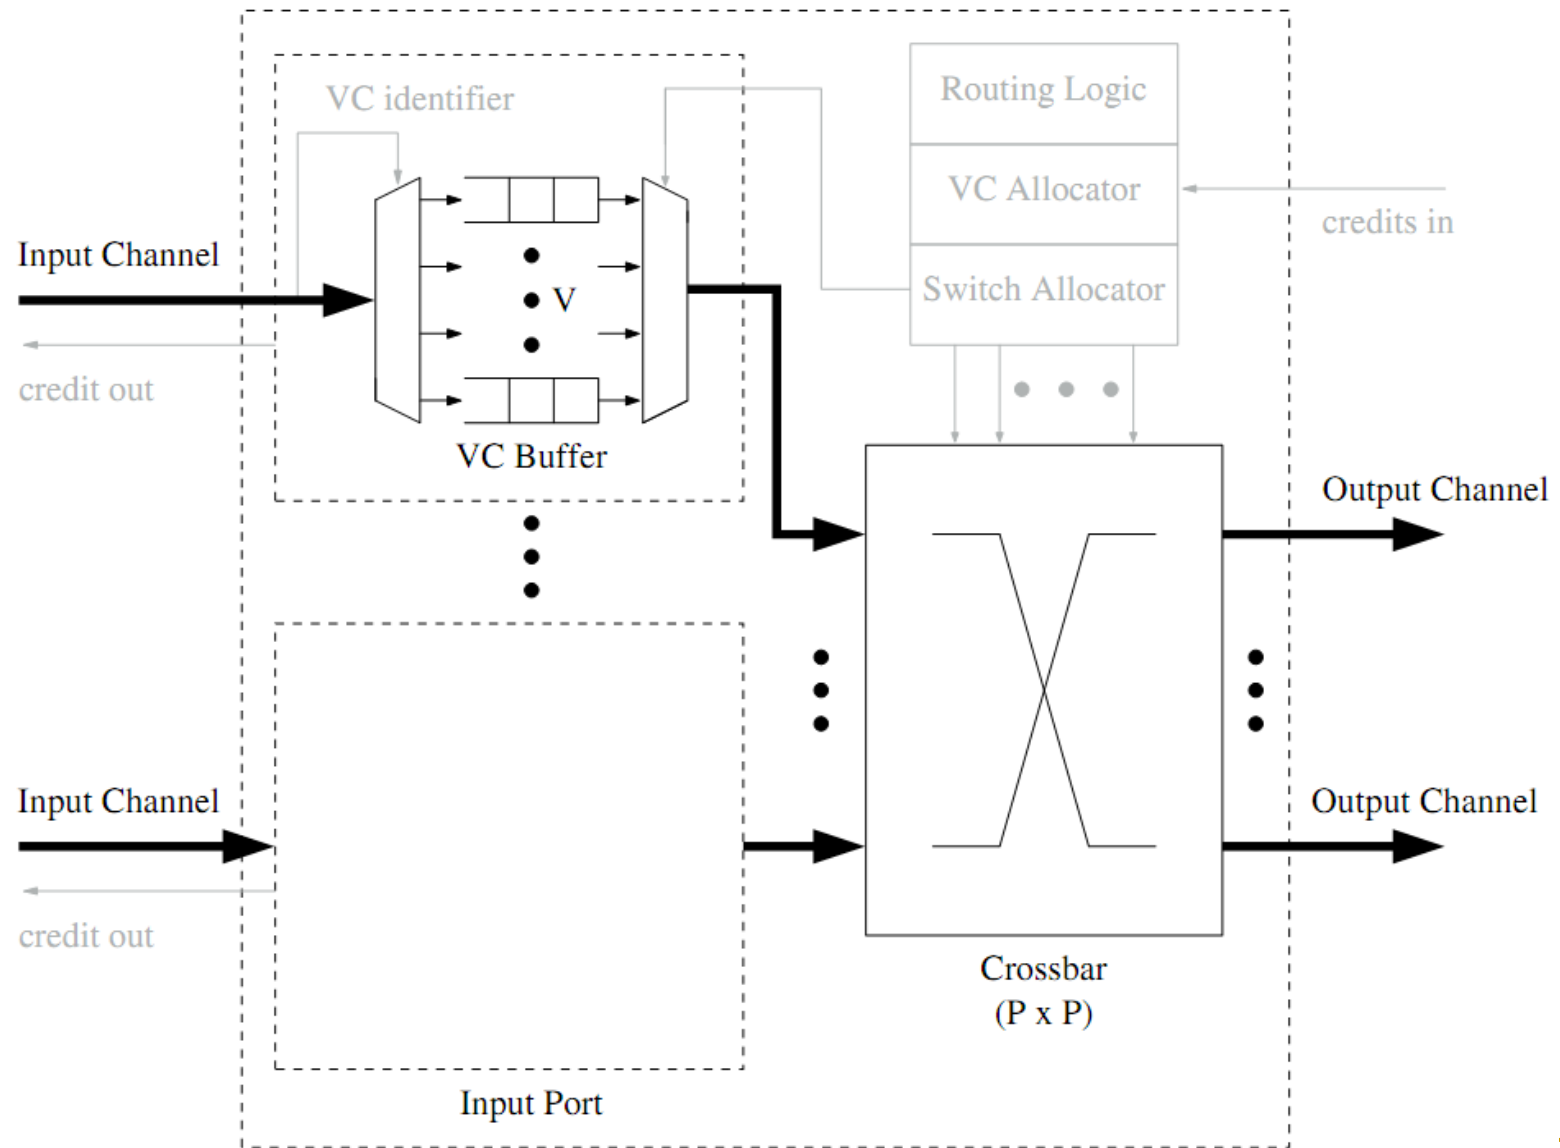 Routing Logic
VC identifier
VC Allocator
credits in
Input Channel
V
Switch Allocator
credit out
VC Buffer
Output Channel
Input Channel
Output Channel
credit out
Crossbar
(P x P)
Input Port